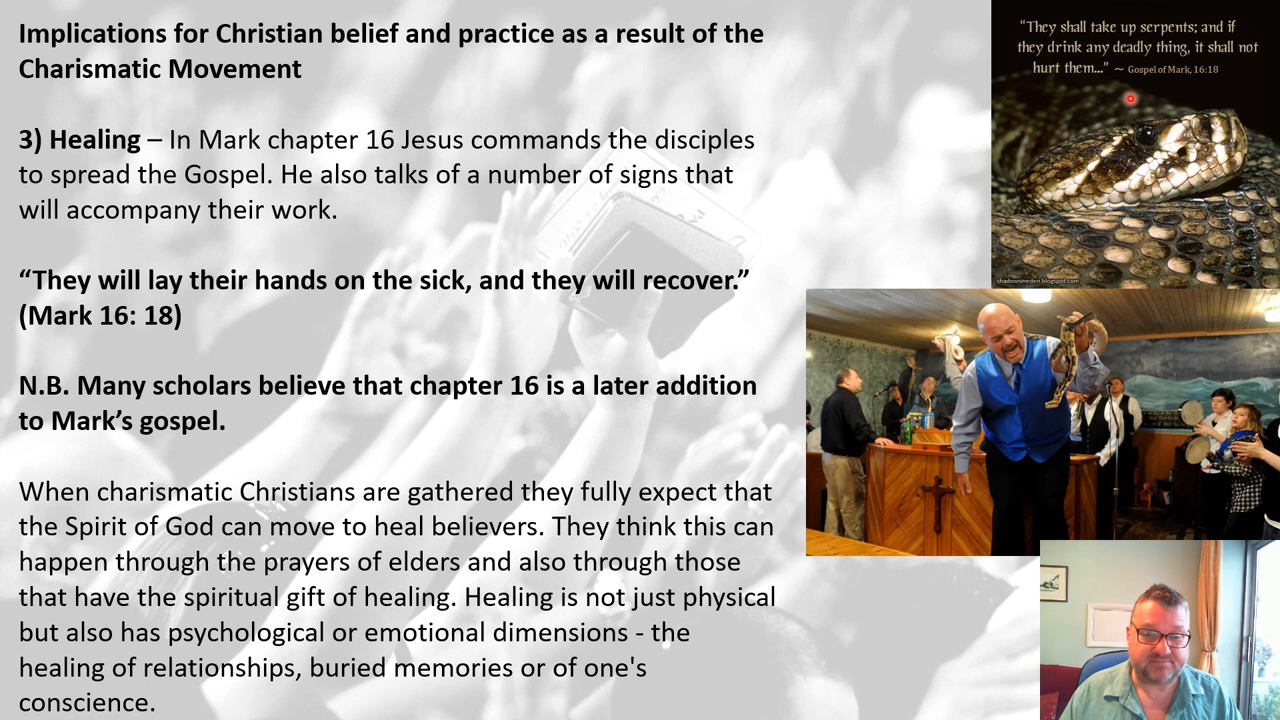 Implications for Christian belief and practice as a result of the
Charismatic Movement
3) Healing – In Mark chapter 16 Jesus commands the disciples
to spread the Gospel. He also talks of a number of signs that
will accompany their work.
“They will lay their hands on the sick, and they will recover.”
(Mark 16: 18)
N.B. Many scholars believe that chapter 16 is a later addition
to Mark’s gospel.
When charismatic Christians are gathered they fully expect that
the Spirit of God can move to heal believers. They think this can
happen through the prayers of elders and also through those
that have the spiritual gift of healing. Healing is not just physical
but also has psychological or emotional dimensions - the
healing of relationships, buried memories or of one's
conscience.
“They shall take up serpents; and if
they drink any deadly thing, it shall not
hurt them...” ~ Gospel of Mark, 16:18
shadowsineden.blogspot.com